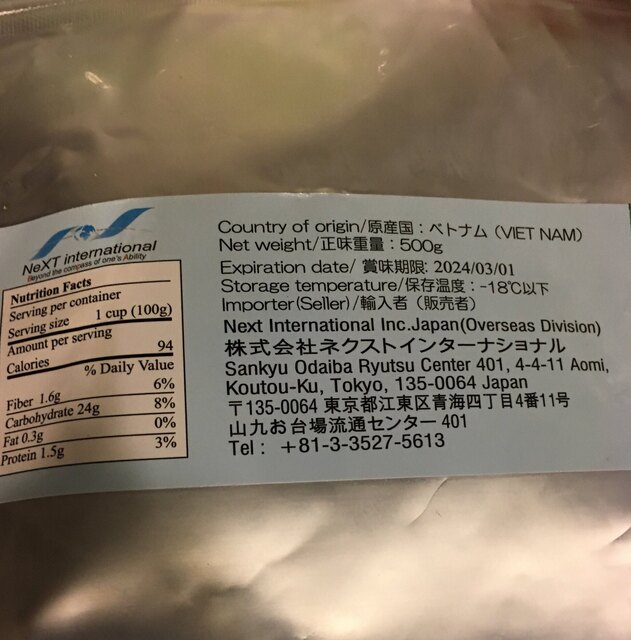 NeXT international
Beyond the compass of one's Ability
Nutrition Facts
Serving per container
Serving size 1 cup (100g)
Amount per serving
Calories 94
% Daily Value
Fiber 1.6g 6%
Carbohydrate 24g 8%
Fat 0.3g 0%
Protein 1.5g 3%
Country of origin/原産国：ベトナム（VIET NAM）
Net weight/正味重量：500g
Expiration date/ 賞味期限: 2024/03/01
Storage temperature/保存温度：-18℃以下
Importer(Seller)/輸入者（販売者）
Next International Inc.Japan(Overseas Division)
株式会社ネクストインターナショナル
Sankyu Odaiba Ryutsu Center 401, 4-4-11 Aomi,
Koutou-Ku, Tokyo, 135-0064 Japan
〒135-0064 東京都江東区青海四丁目4番11号
山九お台場流通センター 401
Tel : +81-3-3527-5613